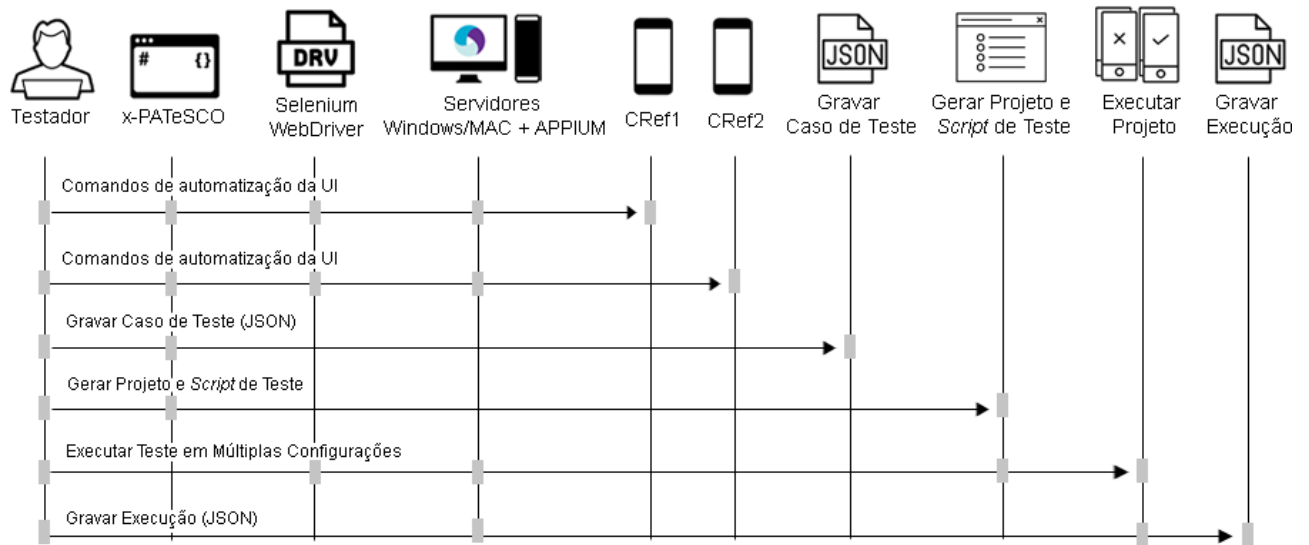 # {}
DRV
JSON
JSON
Testador
x-PATeSCO
Selenium
WebDriver
Servidores
Windows/MAC + APPIUM
CRef1
CRef2
Gravar
Caso de Teste
Gerar Projeto e
Script de Teste
Executar
Projeto
Gravar
Execução
Comandos de automatização da UI
Comandos de automatização da UI
Gravar Caso de Teste (JSON)
Gerar Projeto e Script de Teste
Executar Teste em Múltiplas Configurações
Gravar Execução (JSON)